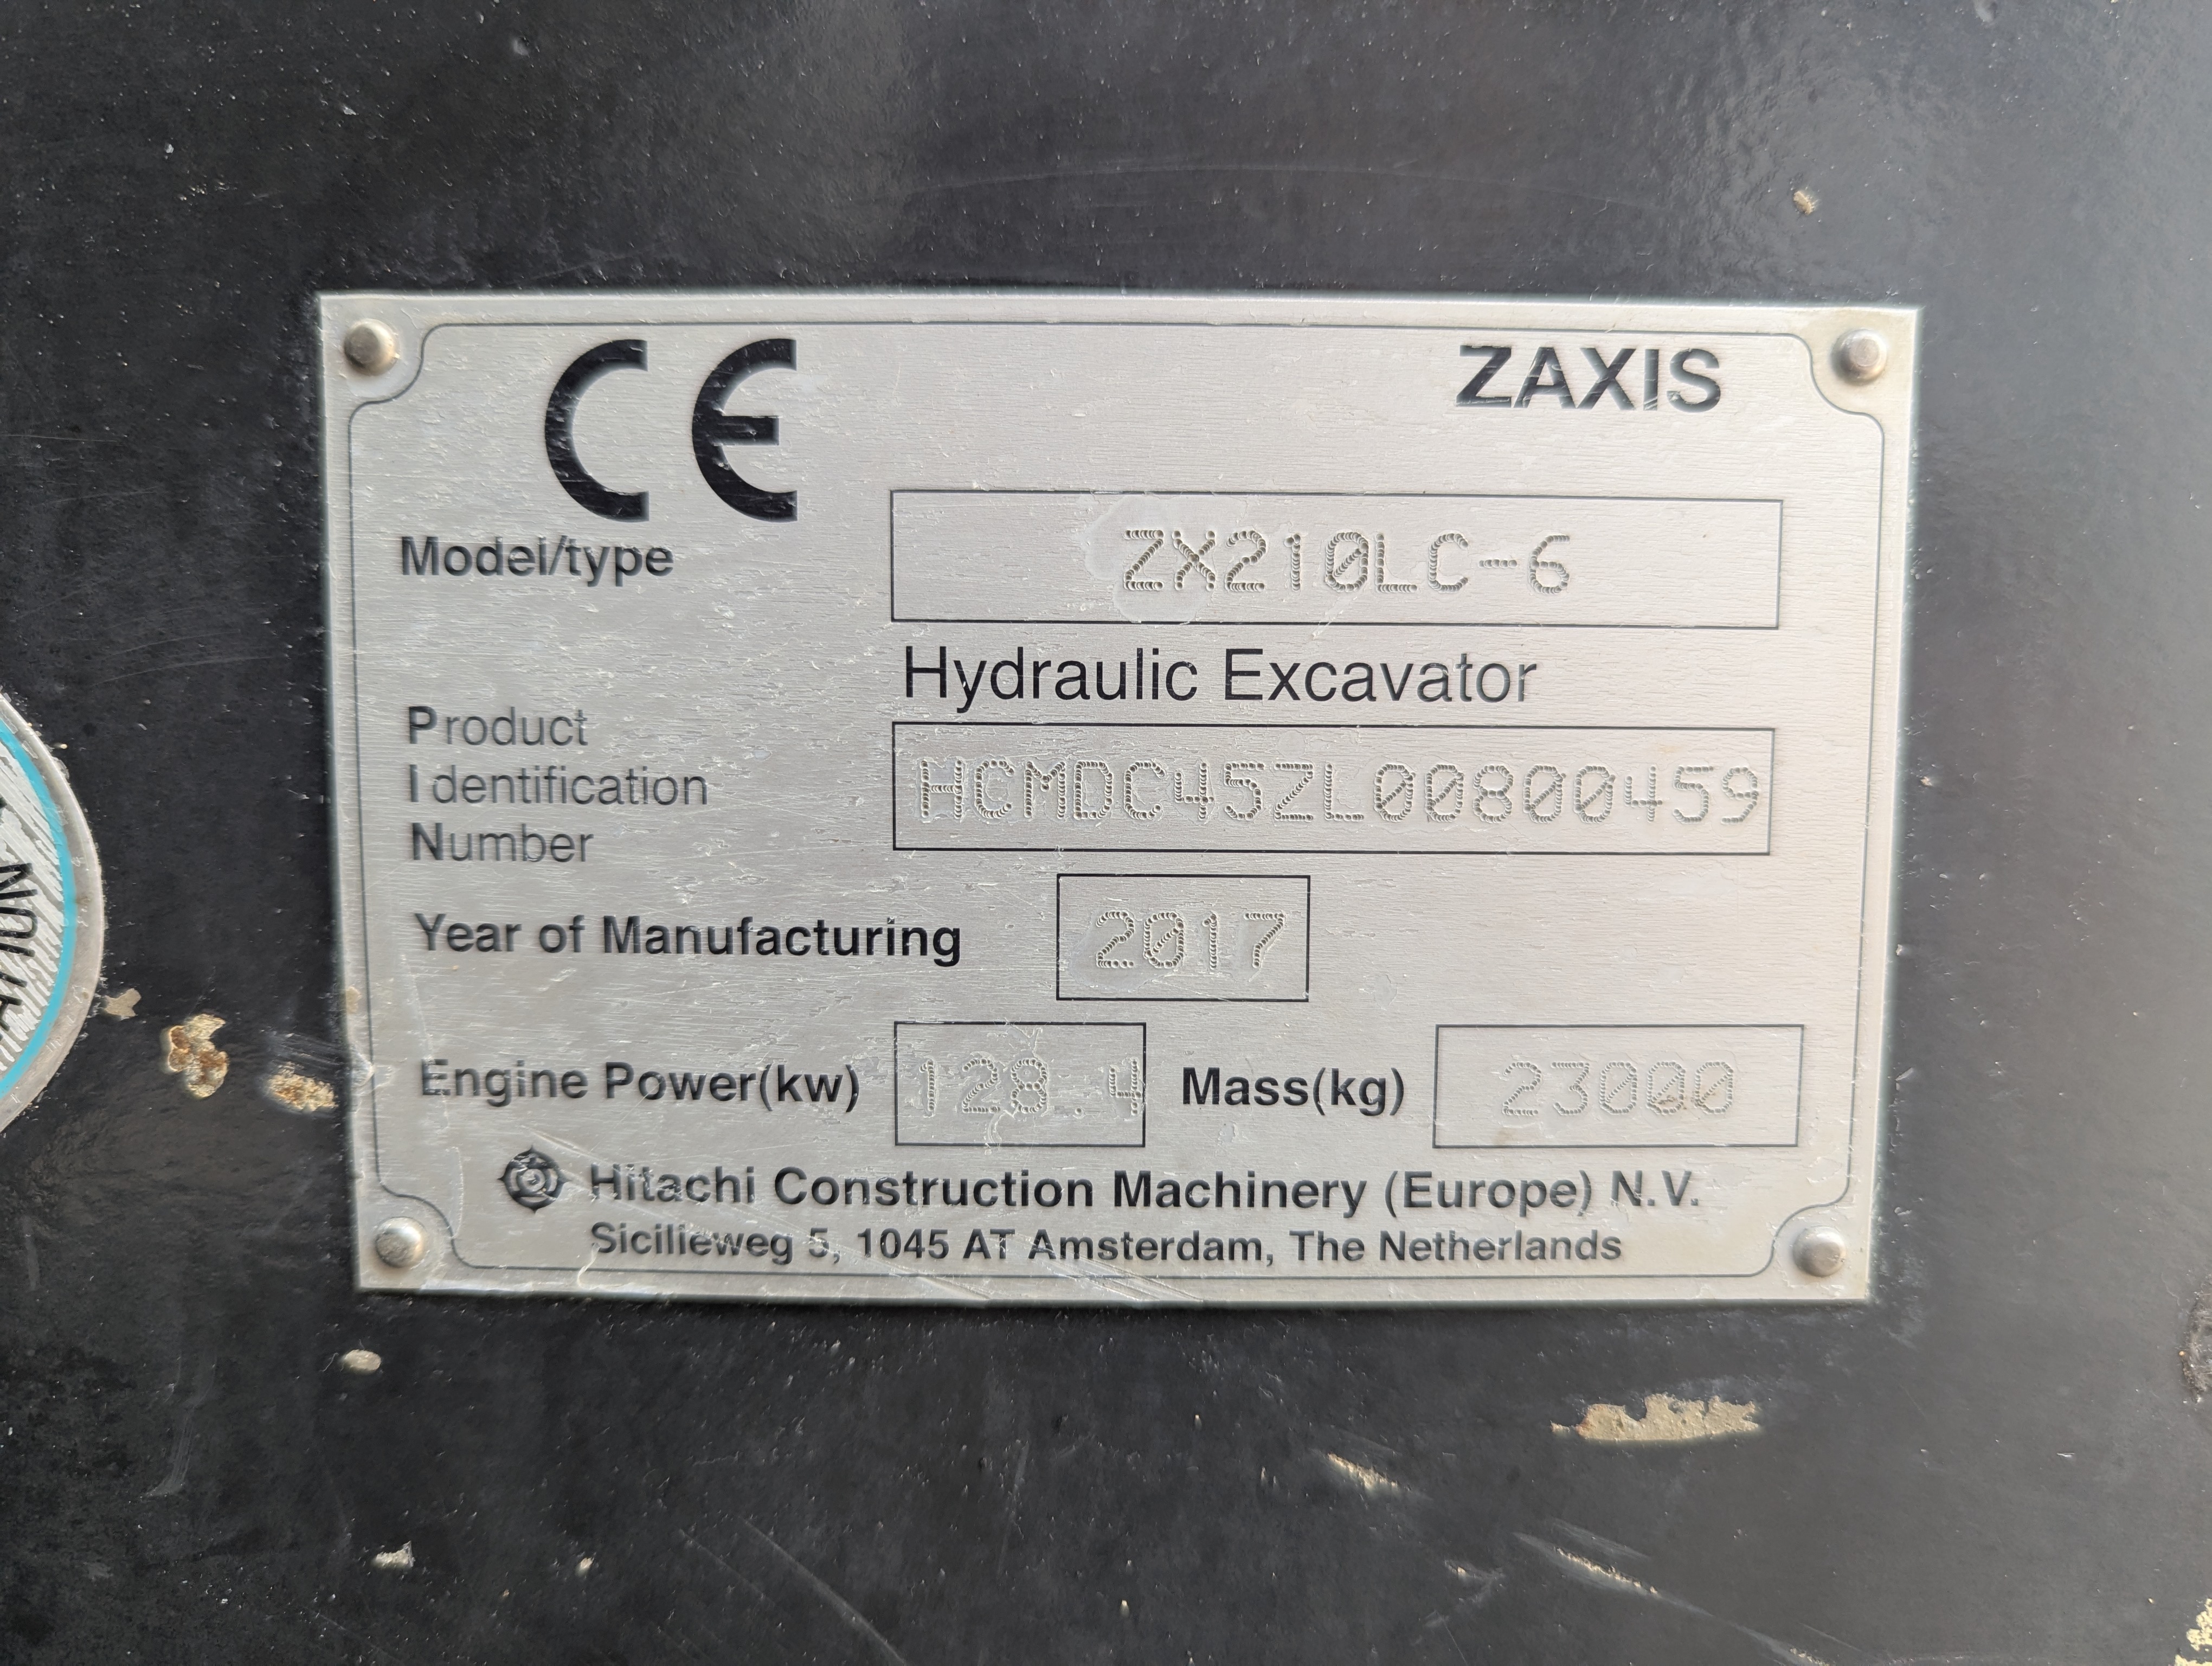 CE
ZAXIS
Model/type ZX210LC-6
Hydraulic Excavator
Product
Identification
Number
HCMDC45ZL00800459
Year of Manufacturing 2017
Engine Power(kw) 128.4 Mass(kg) 23000
Hitachi Construction Machinery (Europe) N.V.
Sicilieweg 5, 1045 AT Amsterdam, The Netherlands